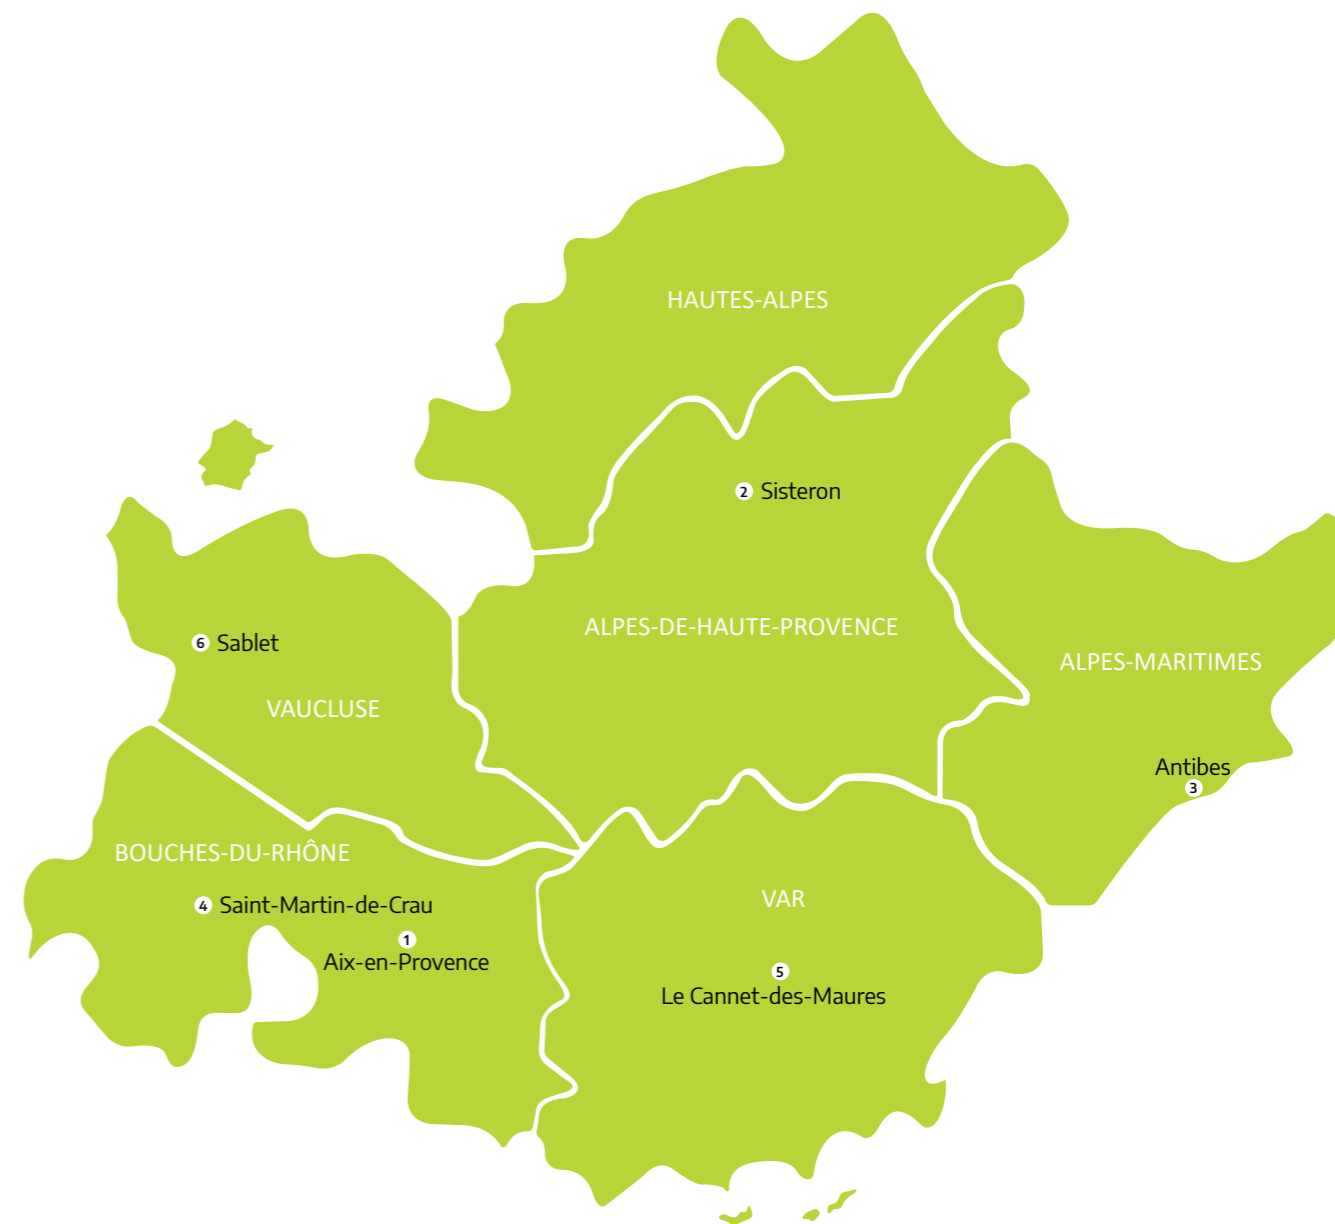 HAUTES-ALPES
2 Sisteron
ALPES-DE-HAUTE-PROVENCE
6 Sablet
ALPES-MARITIMES
VAUCLUSE
Antibes
3
BOUCHES-DU-RHÔNE
VAR
4 Saint-Martin-de-Crau
1
Aix-en-Provence
5
Le Cannet-des-Maures